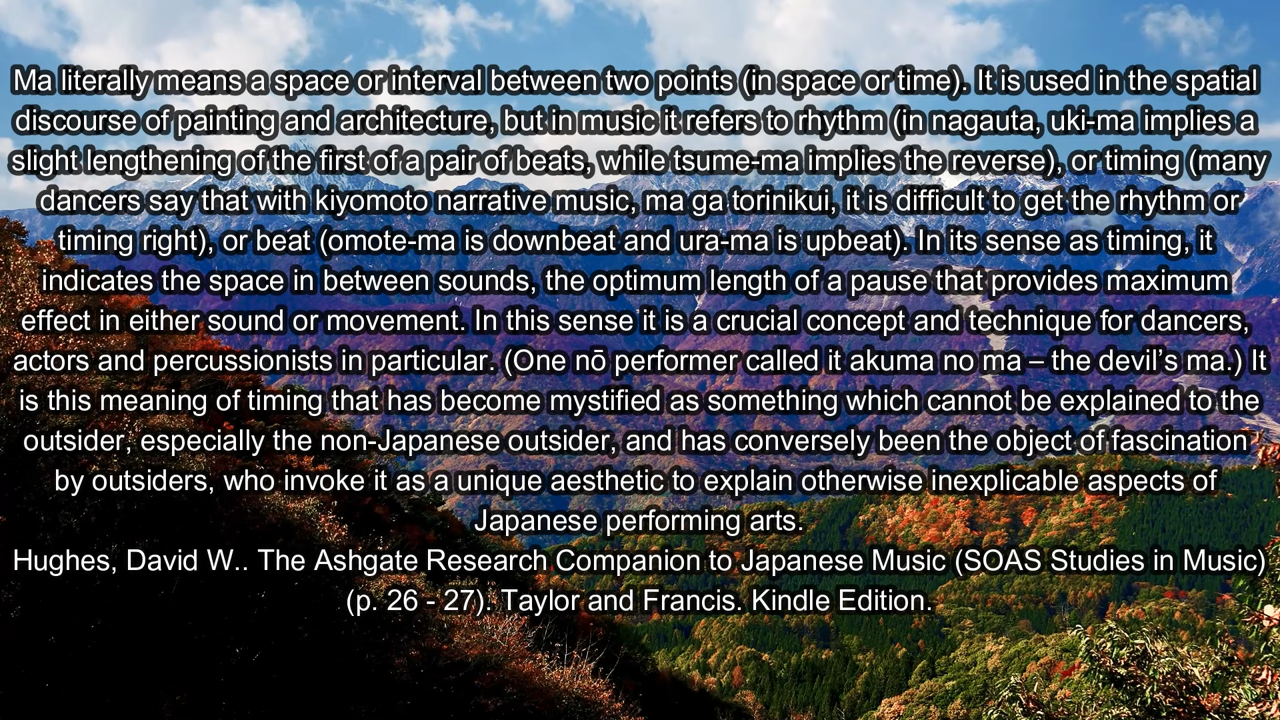 Ma literally means a space or interval between two points (in space or time). It is used in the spatial
discourse of painting and architecture, but in music it refers to rhythm (in nagauta, uki-ma implies a
slight lengthening of the first of a pair of beats, while tsume-ma implies the reverse), or timing (many
dancers say that with kiyomoto narrative music, ma ga torinikui, it is difficult to get the rhythm or
timing right), or beat (omote-ma is downbeat and ura-ma is upbeat). In its sense as timing, it
indicates the space in between sounds, the optimum length of a pause that provides maximum
effect in either sound or movement. In this sense it is a crucial concept and technique for dancers,
actors and percussionists in particular. (One nō performer called it akuma no ma – the devil’s ma.) It
is this meaning of timing that has become mystified as something which cannot be explained to the
outsider, especially the non-Japanese outsider, and has conversely been the object of fascination
by outsiders, who invoke it as a unique aesthetic to explain otherwise inexplicable aspects of
Japanese performing arts.
Hughes, David W.. The Ashgate Research Companion to Japanese Music (SOAS Studies in Music)
(p. 26 - 27). Taylor and Francis. Kindle Edition.